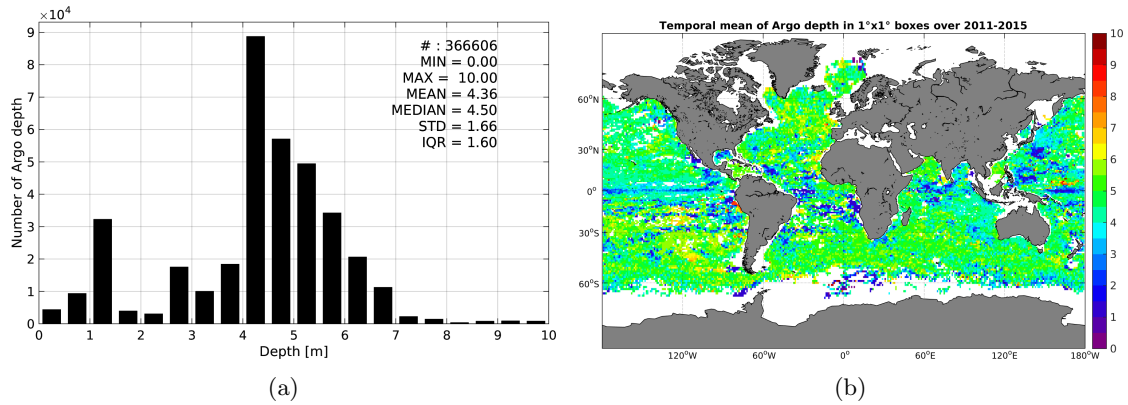 ×10⁴
9
8
7
6
5
4
3
2
1
0
Number of Argo depth
# : 366606
MIN = 0.00
MAX = 10.00
MEAN = 4.36
MEDIAN = 4.50
STD = 1.66
IQR = 1.60
0 1 2 3 4 5 6 7 8 9 10
Depth [m]
(a)
Temporal mean of Argo depth in 1°x1° boxes over 2011-2015
60°N
30°N
0°
30°S
60°S
120°W 60°W 0° 60°E 120°E 180°W
10
9
8
7
6
5
4
3
2
1
0
(b)